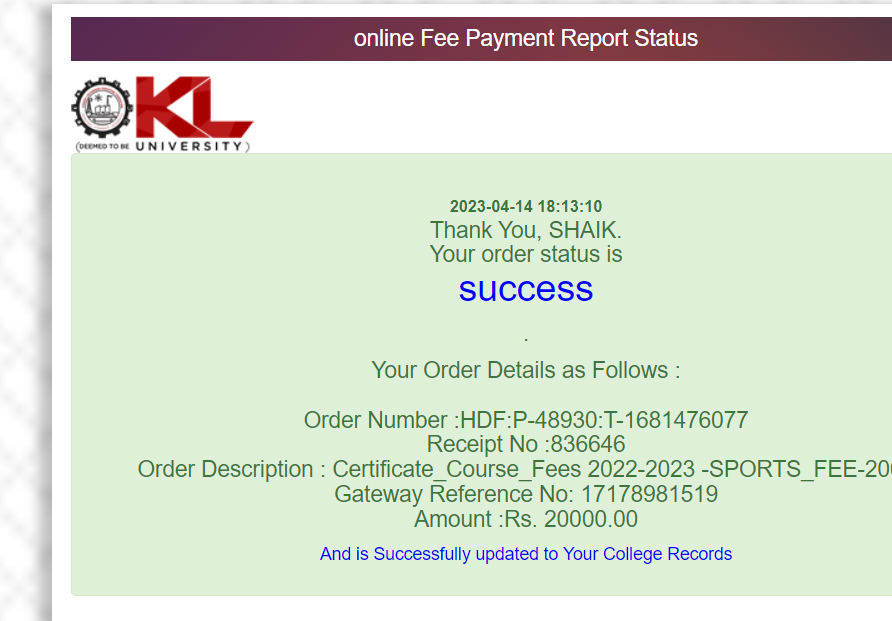 online Fee Payment Report Status
KL
(DEEMED TO BE UNIVERSITY)
2023-04-14 18:13:10
Thank You, SHAIK.
Your order status is
success
.
Your Order Details as Follows :
Order Number :HDF:P-48930:T-1681476077
Receipt No :836646
Order Description : Certificate_Course_Fees 2022-2023 -SPORTS_FEE-200
Gateway Reference No: 17178981519
Amount :Rs. 20000.00
And is Successfully updated to Your College Records